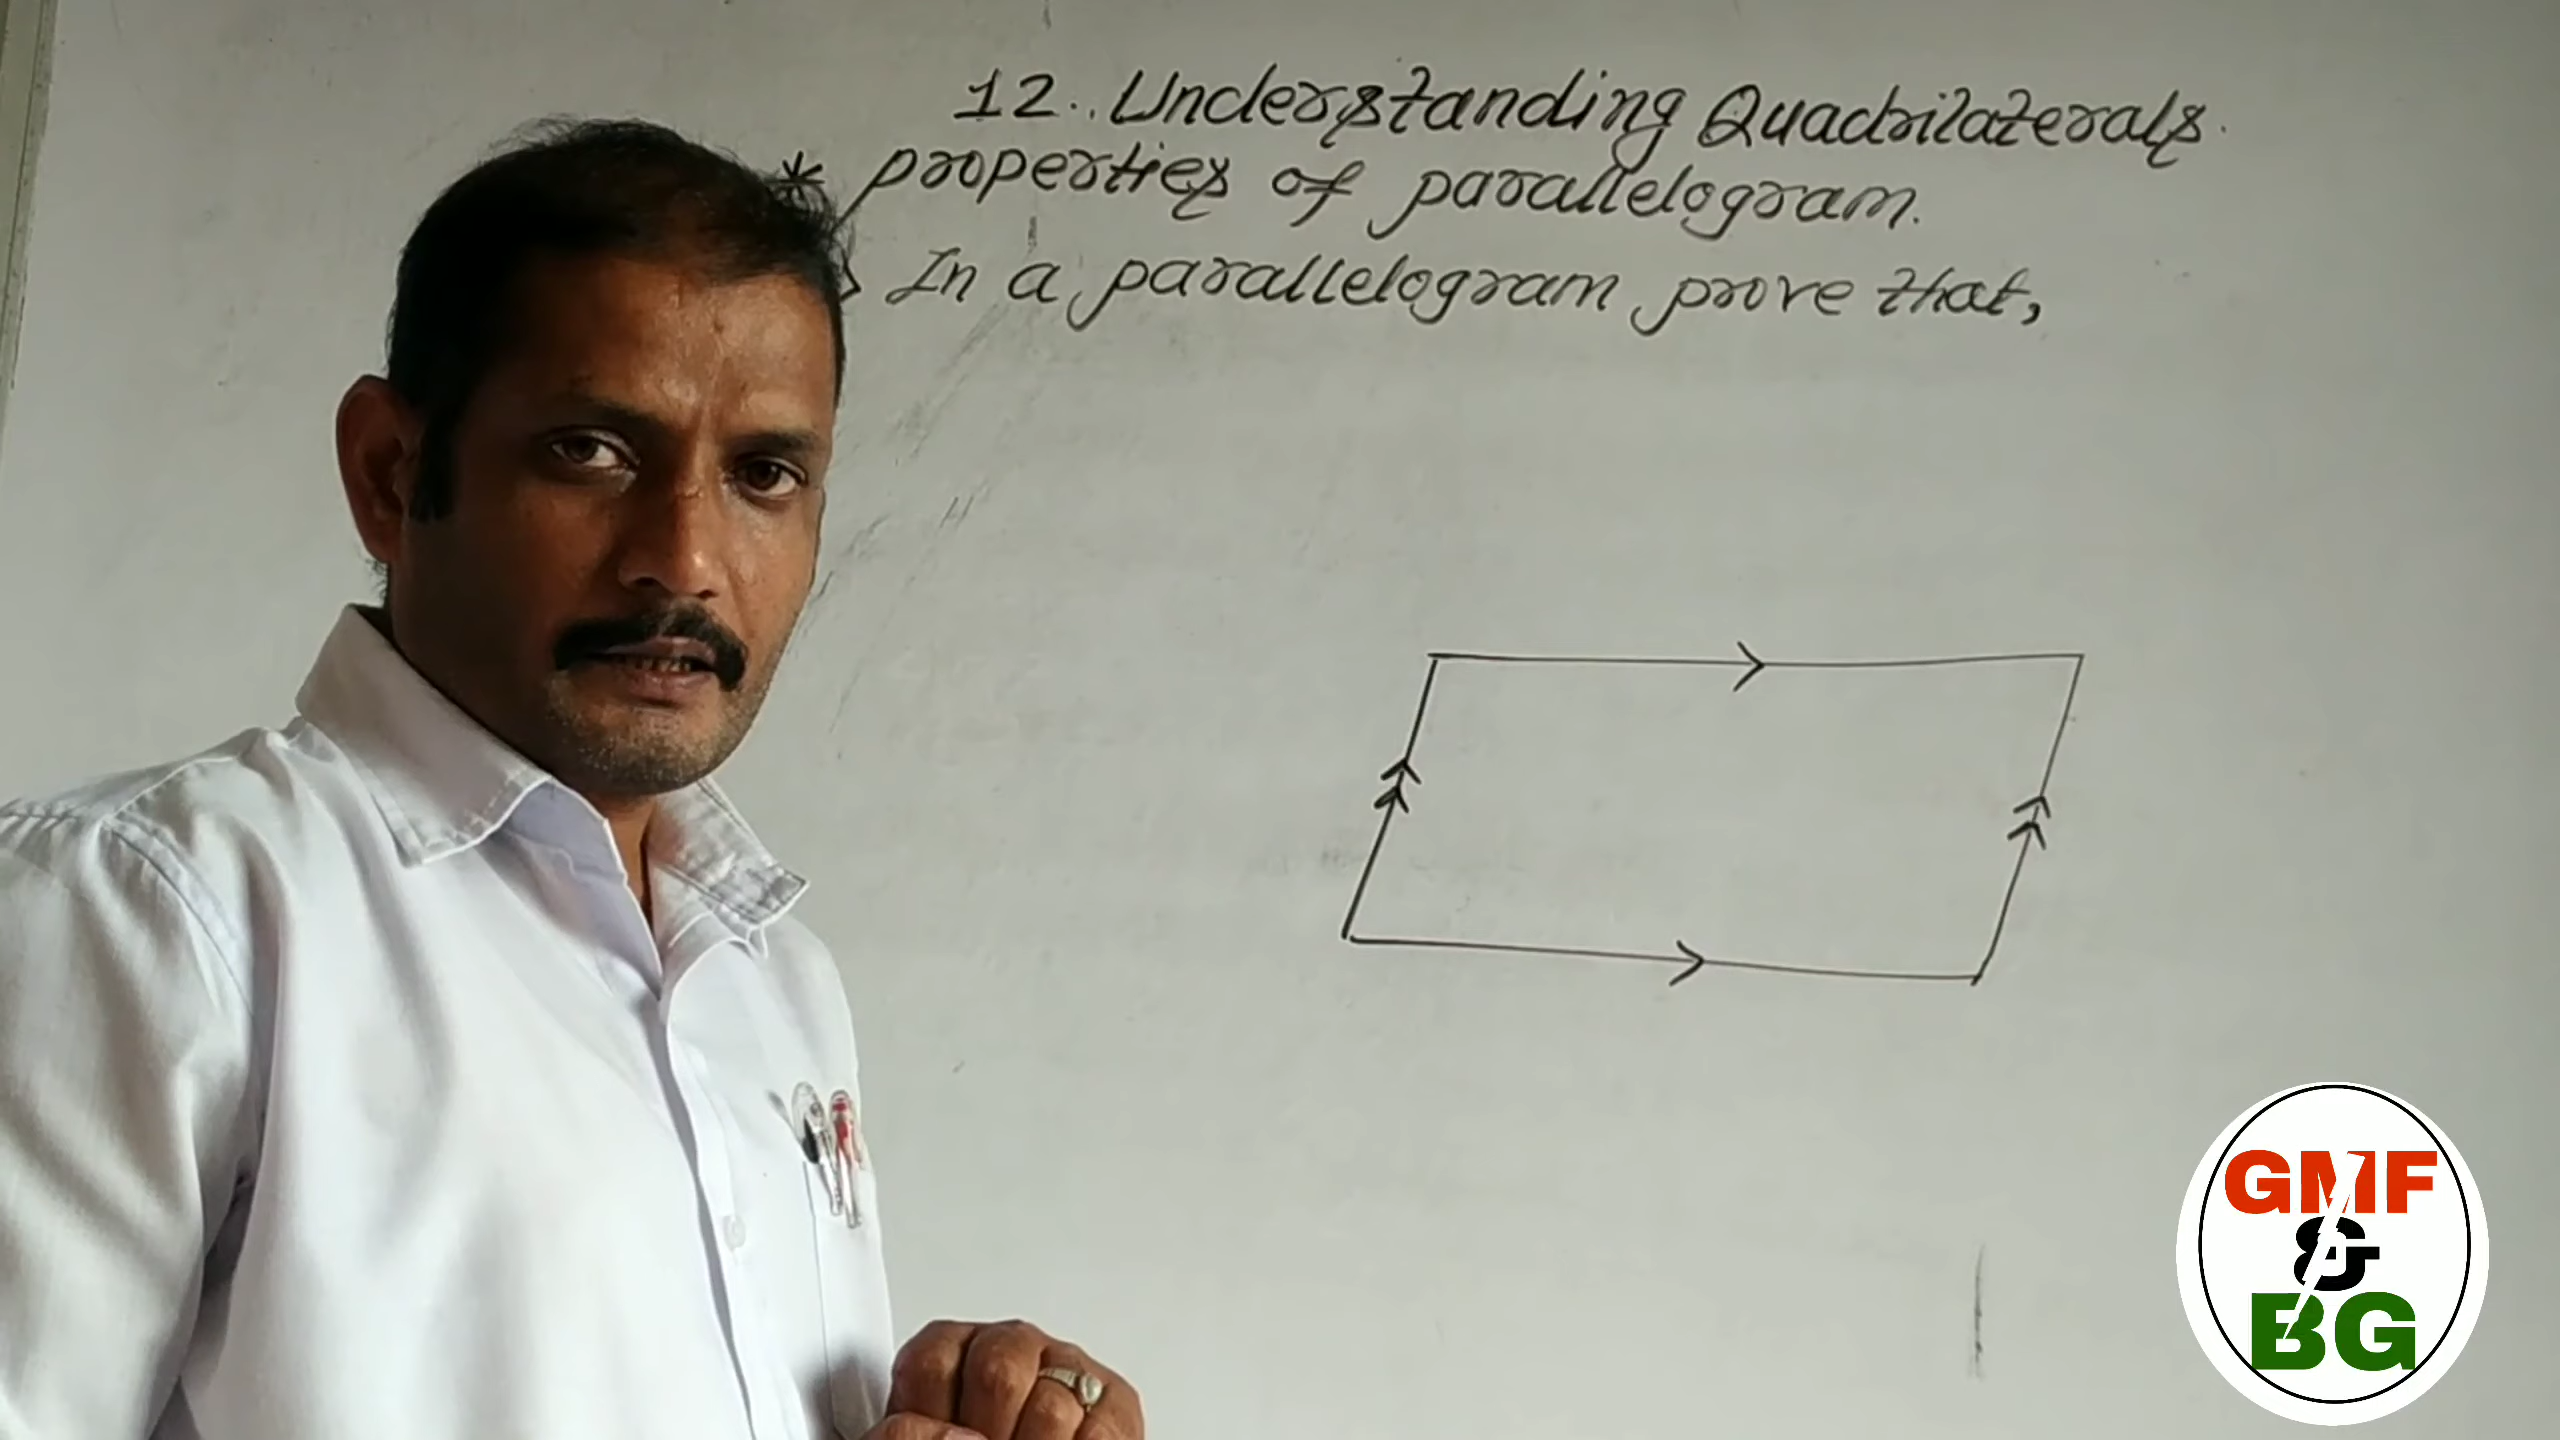 12. Understanding Quadrilaterals.
* properties of parallelogram.
> In a parallelogram prove that,
GMF
&
BG